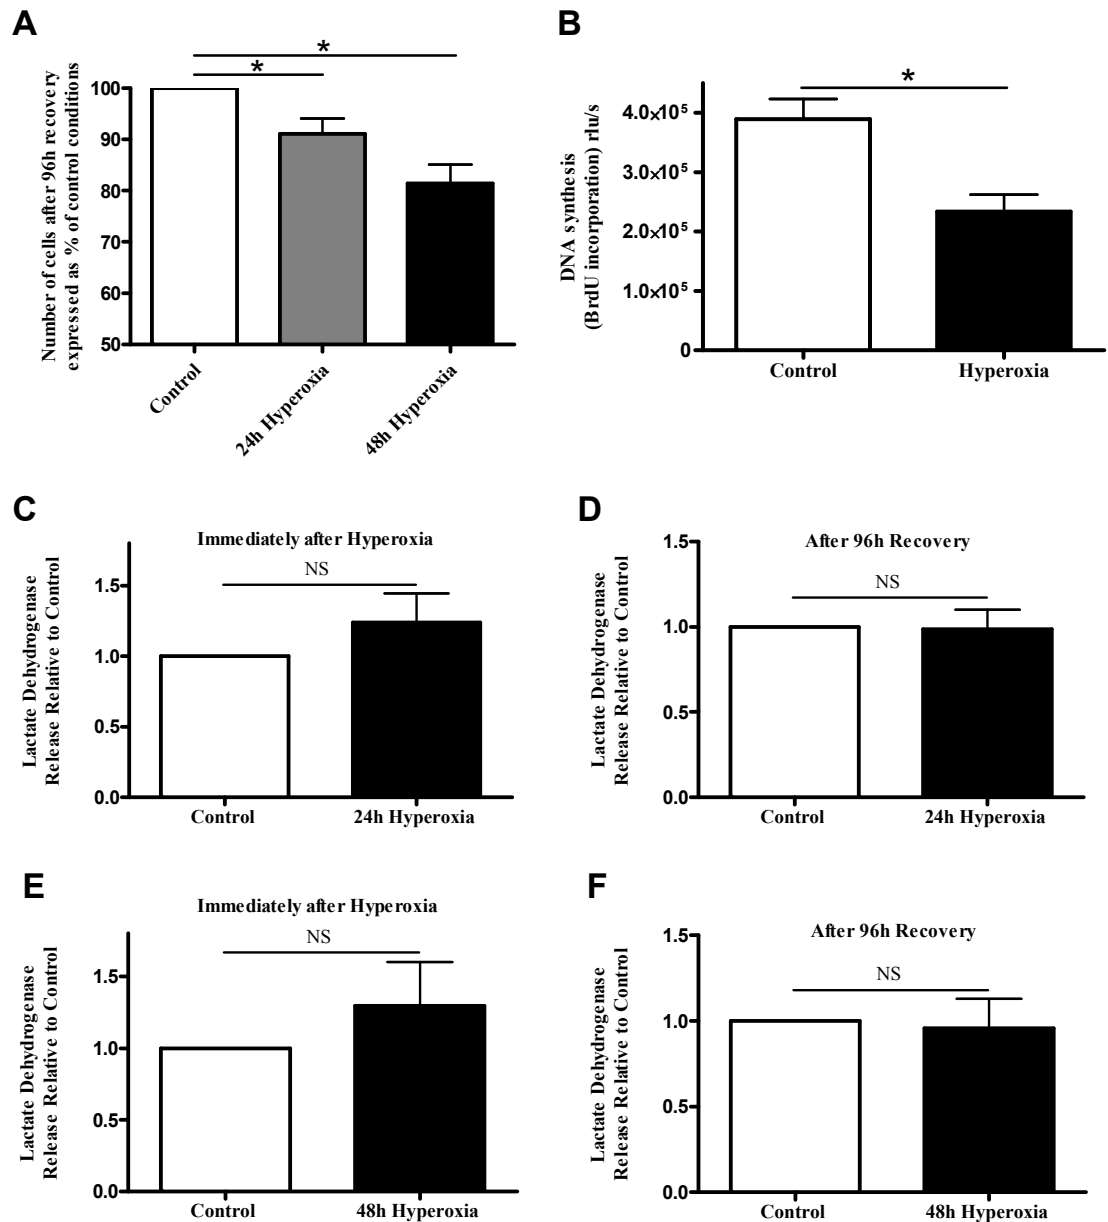 A
Number of cells after 96h recovery
expressed as % of control conditions
100
90
80
70
60
50
*
*
Control
24h Hyperoxia
48h Hyperoxia
B
DNA synthesis
(BrdU incorporation) rlu/s
4.0×10⁵
3.0×10⁵
2.0×10⁵
1.0×10⁵
0
*
Control
Hyperoxia
C
Immediately after Hyperoxia
Lactate Dehydrogenase
Release Relative to Control
1.5
1.0
0.5
0.0
NS
Control
24h Hyperoxia
D
After 96h Recovery
Lactate Dehydrogenase
Release Relative to Control
1.5
1.0
0.5
0.0
NS
Control
24h Hyperoxia
E
Immediately after Hyperoxia
Lactate Dehydrogenase
Release Relative to Control
1.5
1.0
0.5
0.0
NS
Control
48h Hyperoxia
F
After 96h Recovery
Lactate Dehydrogenase
Release Relative to Control
1.5
1.0
0.5
0.0
NS
Control
48h Hyperoxia